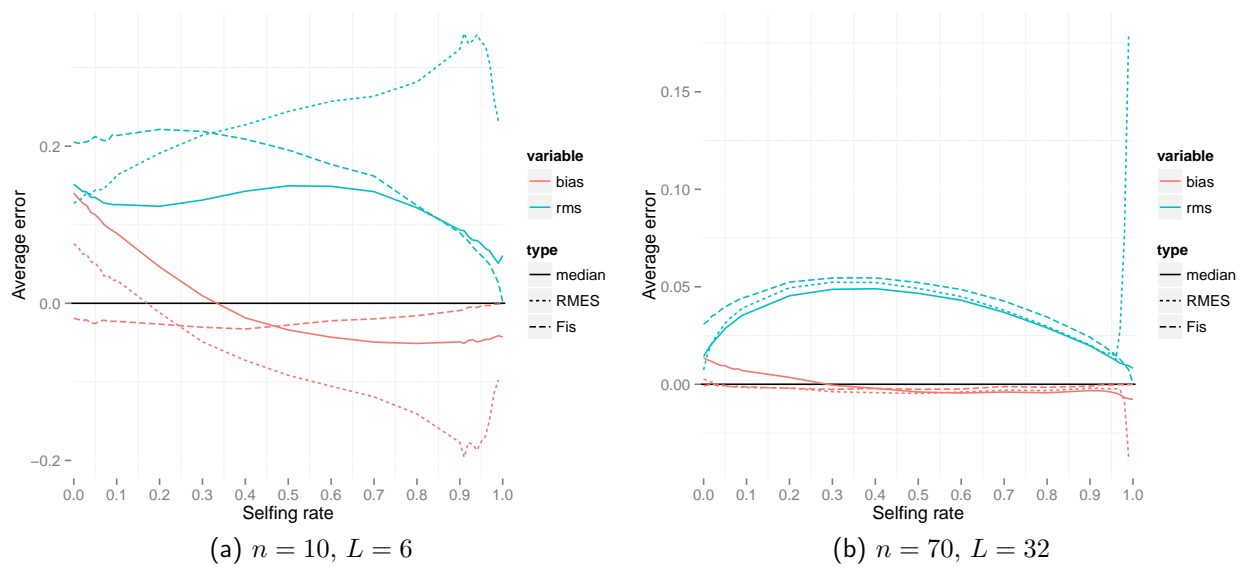 Average error
0.2
0.0
−0.2
0.0 0.1 0.2 0.3 0.4 0.5 0.6 0.7 0.8 0.9 1.0
Selfing rate
variable
bias
rms
type
median
RMES
Fis
(a) n = 10, L = 6
Average error
0.15
0.10
0.05
0.00
0.0 0.1 0.2 0.3 0.4 0.5 0.6 0.7 0.8 0.9 1.0
Selfing rate
variable
bias
rms
type
median
RMES
Fis
(b) n = 70, L = 32